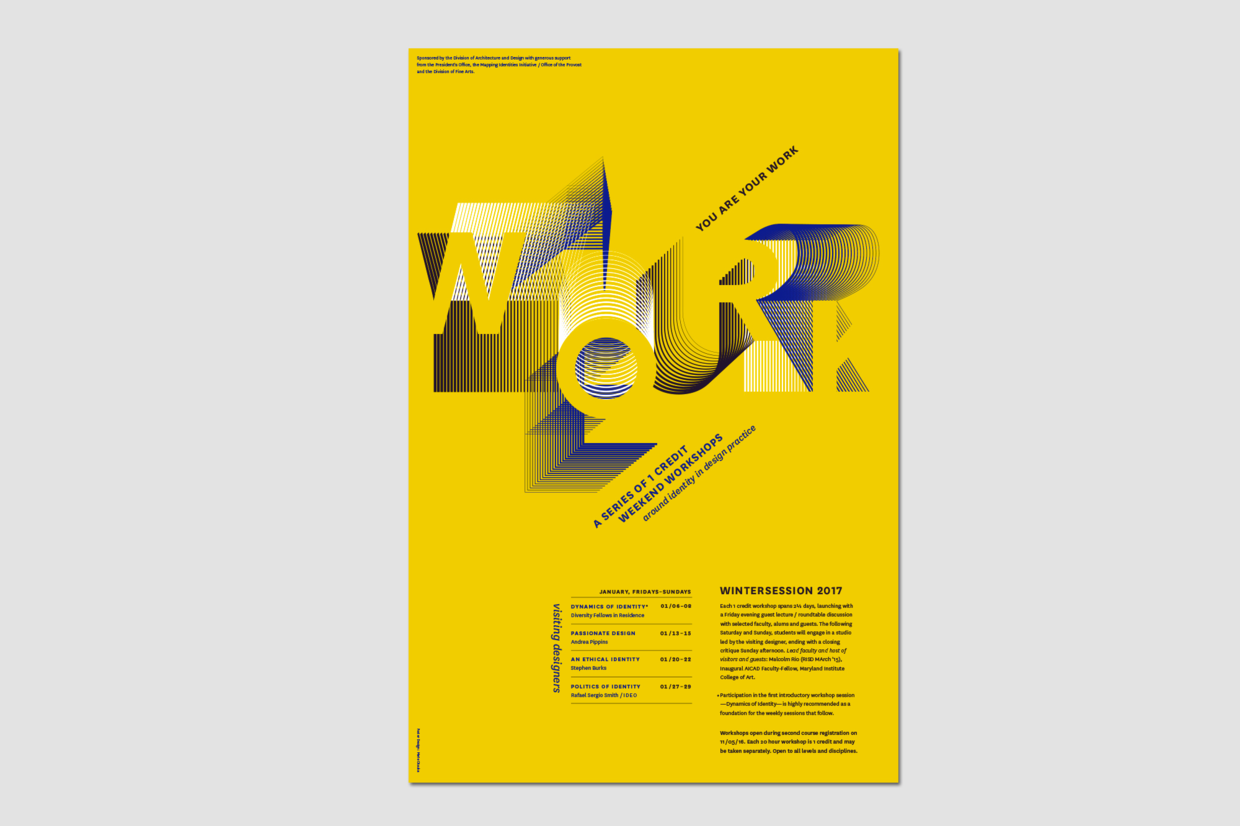 Sponsored by the Division of Architecture and Design with generous support
from the President's Office, the Mapping Identities Initiative / Office of the Provost
and the Division of Fine Arts.
YOU ARE YOUR WORK
WORK
A SERIES OF 1 CREDIT
WEEKEND WORKSHOPS
around identity in design practice
visiting designers
JANUARY, FRIDAYS–SUNDAYS
DYNAMICS OF IDENTITY* 01/06–08
Diversity Fellows in Residence
PASSIONATE DESIGN 01/13–15
Andrea Pippins
AN ETHICAL IDENTITY 01/20–22
Stephen Burks
POLITICS OF IDENTITY 01/27–29
Rafael Sergio Smith / IDEO
WINTERSESSION 2017
Each 1 credit workshop spans 2½ days, launching with
a Friday evening guest lecture / roundtable discussion
with selected faculty, alums and guests. The following
Saturday and Sunday, students will engage in a studio
led by the visiting designer, ending with a closing
critique Sunday afternoon. Lead faculty and host of
visitors and guests: Malcolm Rio (RISD MArch '15),
Inaugural AICAD Faculty-Fellow, Maryland Institute
College of Art.
*Participation in the first introductory workshop session
—Dynamics of Identity—is highly recommended as a
foundation for the weekly sessions that follow.
Workshops open during second course registration on
11/05/16. Each 20 hour workshop is 1 credit and may
be taken separately. Open to all levels and disciplines.